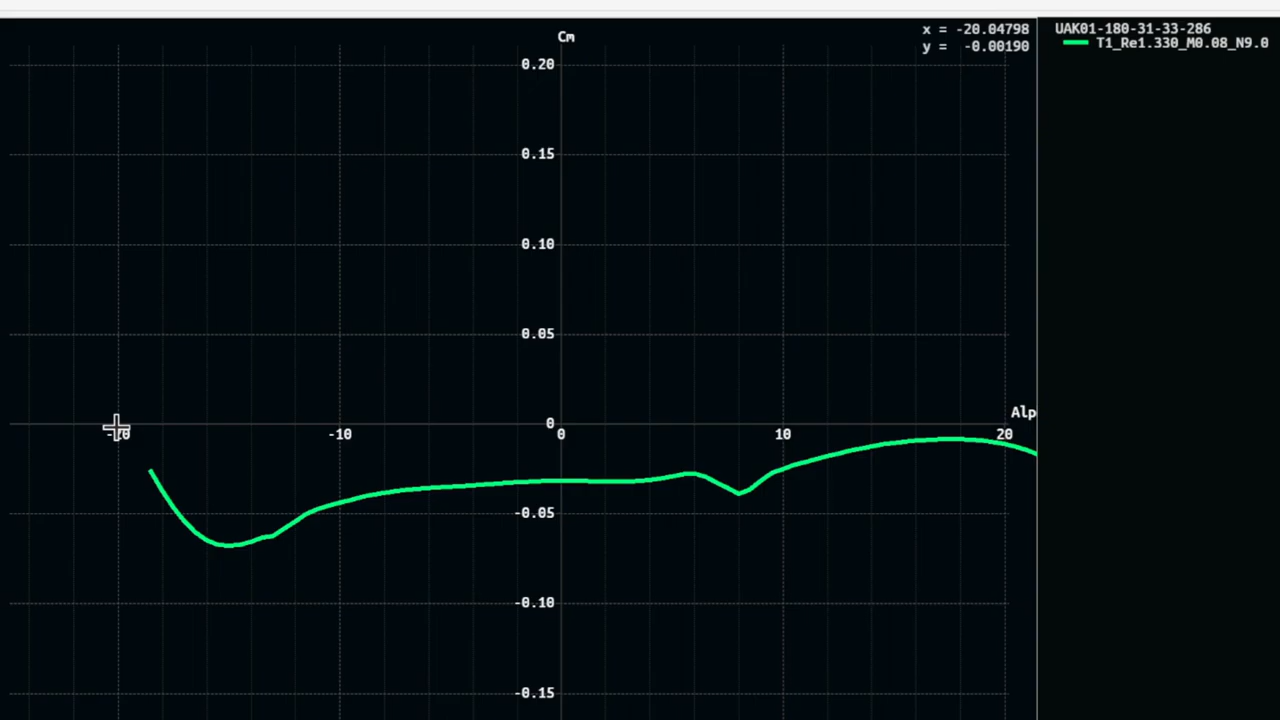 Cm
x = -20.04798
y = -0.00190
UAK01-180-31-33-286
T1_Re1.330_M0.08_N9.0
0.20
0.15
0.10
0.05
0
Alp
-10
0
10
20
-0.05
-0.10
-0.15